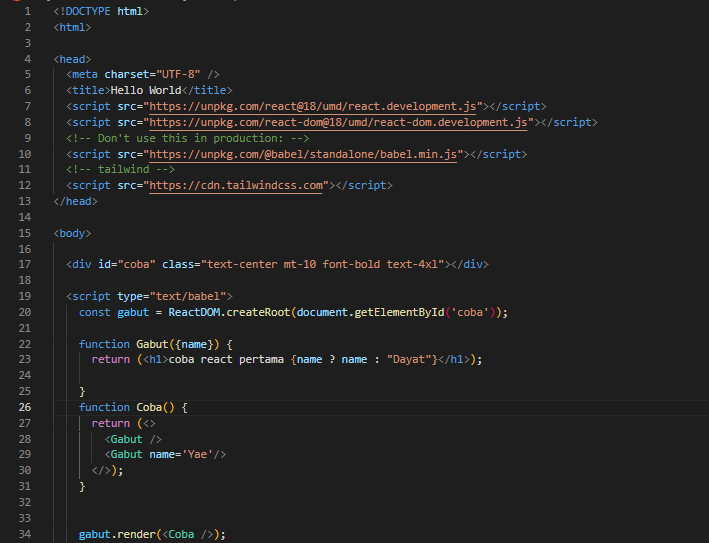 1 <!DOCTYPE html>
2 <html>
3
4 <head>
5 <meta charset="UTF-8" />
6 <title>Hello World</title>
7 <script src="https://unpkg.com/react@18/umd/react.development.js"></script>
8 <script src="https://unpkg.com/react-dom@18/umd/react-dom.development.js"></script>
9 <!-- Don't use this in production: -->
10 <script src="https://unpkg.com/@babel/standalone/babel.min.js"></script>
11 <!-- tailwind -->
12 <script src="https://cdn.tailwindcss.com"></script>
13 </head>
14
15 <body>
16
17 <div id="coba" class="text-center mt-10 font-bold text-4xl"></div>
18
19 <script type="text/babel">
20 const gabut = ReactDOM.createRoot(document.getElementById('coba'));
21
22 function Gabut({name}) {
23 return (<h1>coba react pertama {name ? name : "Dayat"}</h1>);
24
25 }
26 function Coba() {
27 return (<>
28 <Gabut />
29 <Gabut name='Yae'/>
30 </>);
31 }
32
33
34 gabut.render(<Coba />);